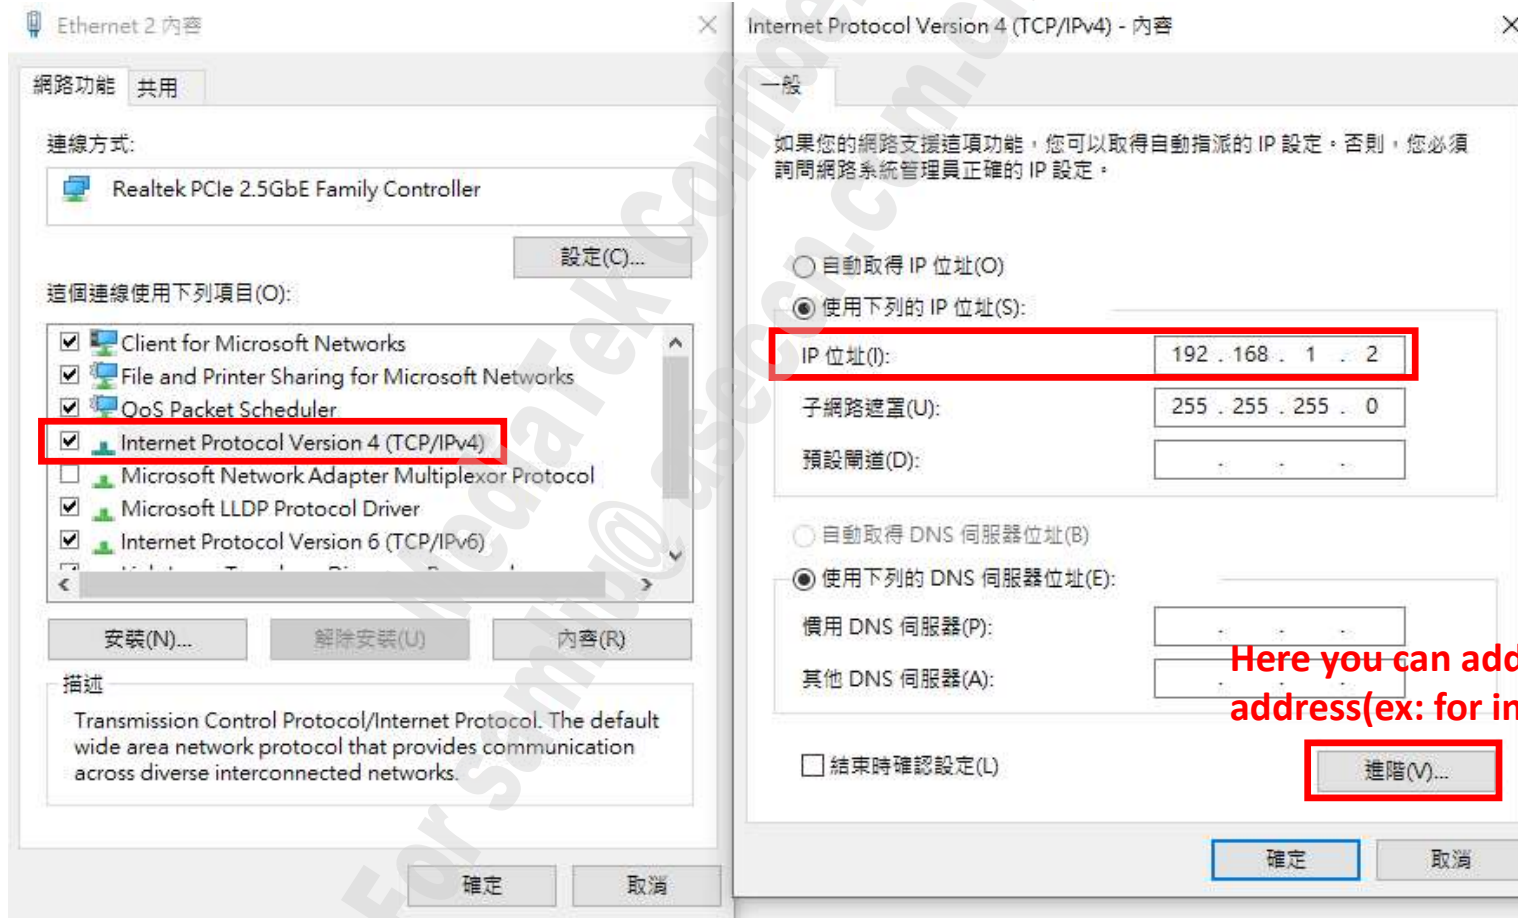 Ethernet 2 內容
網路功能
共用
連線方式:
Realtek PCIe 2.5GbE Family Controller
設定(C)...
這個連線使用下列項目(O):
Client for Microsoft Networks
File and Printer Sharing for Microsoft Networks
QoS Packet Scheduler
Internet Protocol Version 4 (TCP/IPv4)
Microsoft Network Adapter Multiplexor Protocol
Microsoft LLDP Protocol Driver
Internet Protocol Version 6 (TCP/IPv6)
安裝(N)...
解除安裝(U)
內容(R)
描述
Transmission Control Protocol/Internet Protocol. The default
wide area network protocol that provides communication
across diverse interconnected networks.
確定
取消
Internet Protocol Version 4 (TCP/IPv4) - 內容
一般
如果您的網路支援這項功能，您可以取得自動指派的 IP 設定。否則，您必須
詢問網路系統管理員正確的 IP 設定。
自動取得 IP 位址(O)
使用下列的 IP 位址(S):
IP 位址(I):
192 . 168 . 1 . 2
子網路遮罩(U):
255 . 255 . 255 . 0
預設閘道(D):
自動取得 DNS 伺服器位址(B)
使用下列的 DNS 伺服器位址(E):
慣用 DNS 伺服器(P):
其他 DNS 伺服器(A):
Here you can add
address(ex: for in
結束時確認設定(L)
進階(V)...
確定
取消
MediaTek